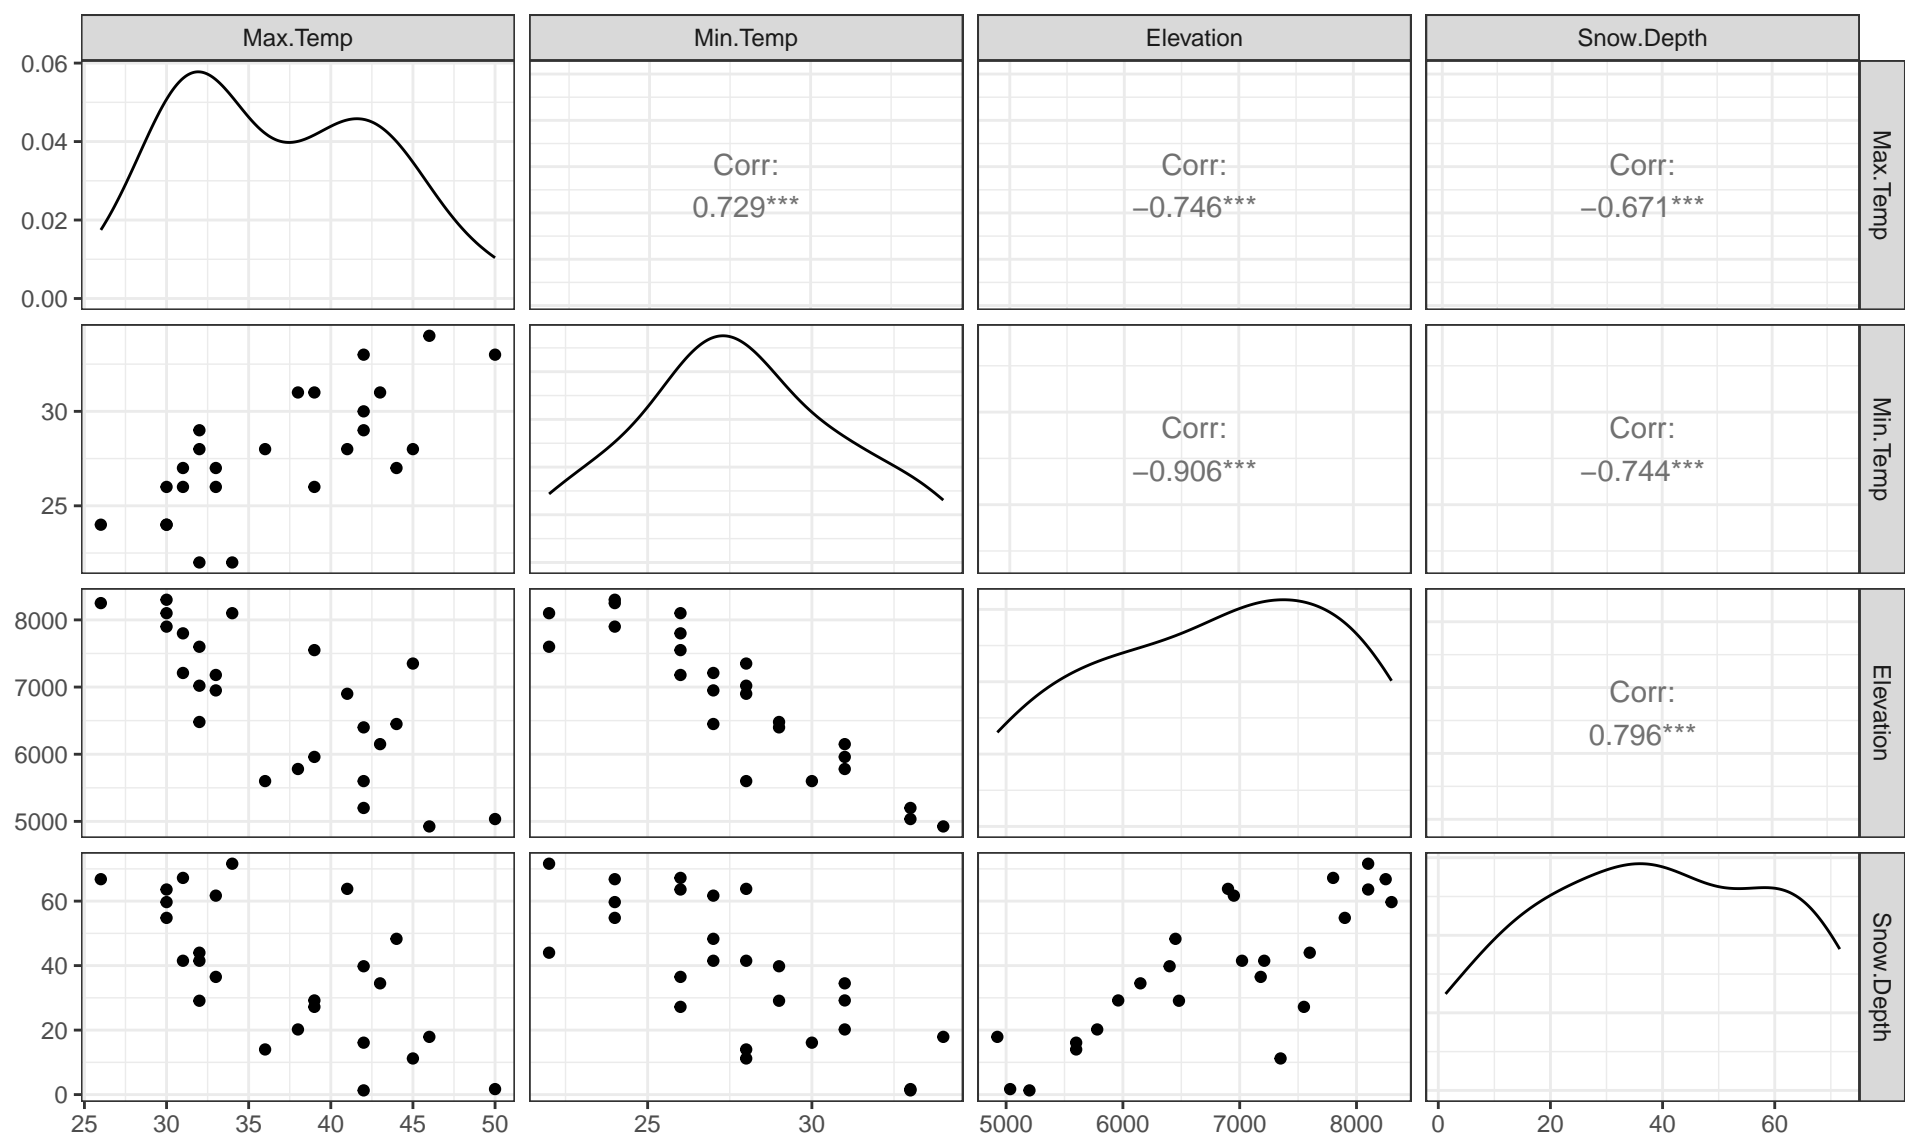 Max.Temp
Min.Temp
Elevation
Snow.Depth
0.06
0.04
0.02
0.00
Corr:
0.729***
Corr:
−0.746***
Corr:
−0.671***
Max.Temp
30
25
Corr:
−0.906***
Corr:
−0.744***
Min.Temp
8000
7000
6000
5000
Corr:
0.796***
Elevation
60
40
20
0
Snow.Depth
25 30 35 40 45 50
25 30
5000 6000 7000 8000
0 20 40 60